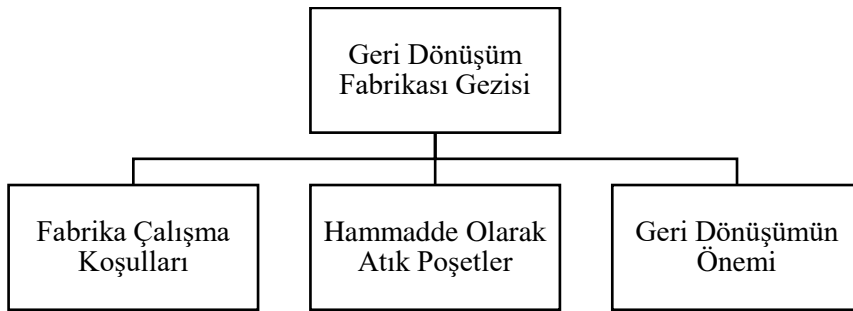 Geri Dönüşüm
Fabrikası Gezisi
Fabrika Çalışma
Koşulları
Hammadde Olarak
Atık Poşetler
Geri Dönüşümün
Önemi